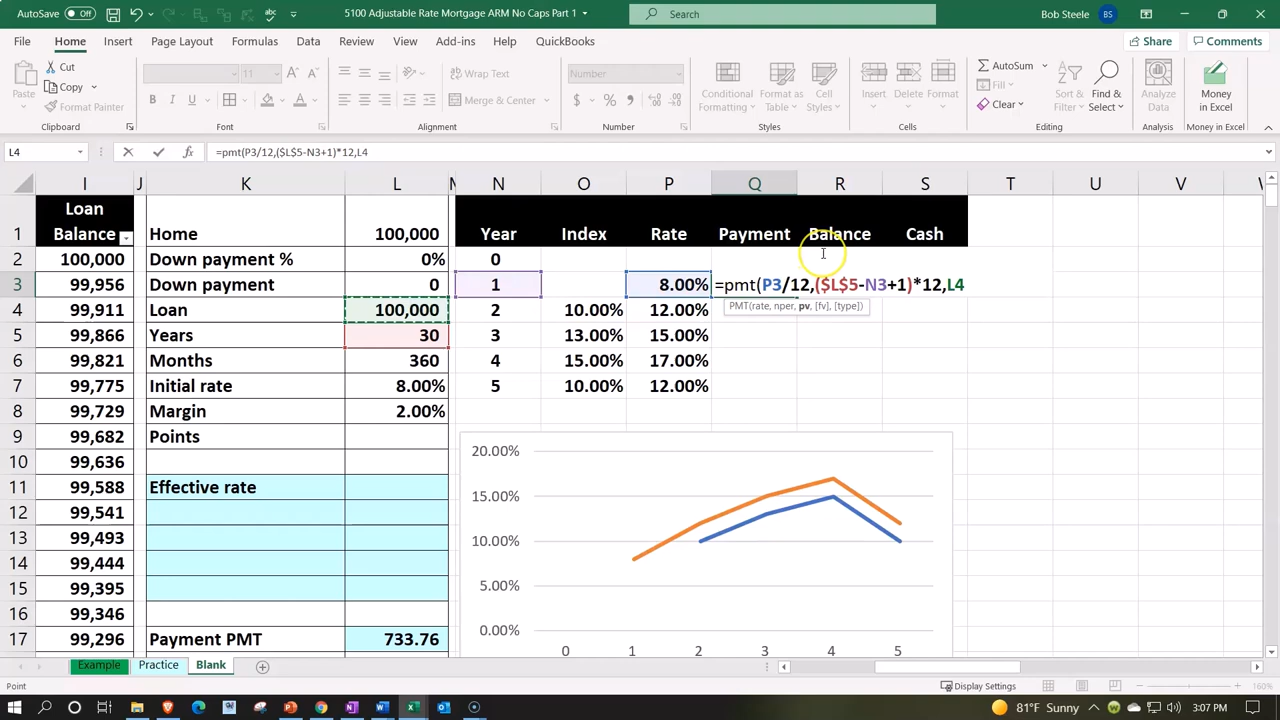 AutoSave Off 5100 Adjustable Rate Mortgage ARM No Caps Part 1 Search Bob Steele BS
File Home Insert Page Layout Formulas Data Review View Add-ins Help QuickBooks Share Comments
Paste Cut Copy Format Painter Clipboard
11 B I U Font
Wrap Text Merge & Center Alignment
Number $ % Number
Conditional Formatting Format as Table Cell Styles Styles
Insert Delete Format Cells
AutoSum Fill Clear Sort & Filter Find & Select Editing
Analyze Data Analysis
Money in Excel Money in Excel
L4 fx =pmt(P3/12,($L$5-N3+1)*12,L4
I J K L M N O P Q R S T U V W
Loan
1 Balance Home 100,000 Year Index Rate Payment Balance Cash
2 100,000 Down payment % 0% 0
3 99,956 Down payment 0 1 8.00% =pmt(P3/12,($L$5-N3+1)*12,L4
4 99,911 Loan 100,000 2 10.00% 12.00% PMT(rate, nper, pv, [fv], [type])
5 99,866 Years 30 3 13.00% 15.00%
6 99,821 Months 360 4 15.00% 17.00%
7 99,775 Initial rate 8.00% 5 10.00% 12.00%
8 99,729 Margin 2.00%
9 99,682 Points
10 99,636
11 99,588 Effective rate
12 99,541
13 99,493
14 99,444
15 99,395
16 99,346
17 99,296 Payment PMT 733.76
20.00%
15.00%
10.00%
5.00%
0.00%
0 1 2 3 4 5
Example Practice Blank
Point Display Settings 160%
81°F Sunny 3:07 PM